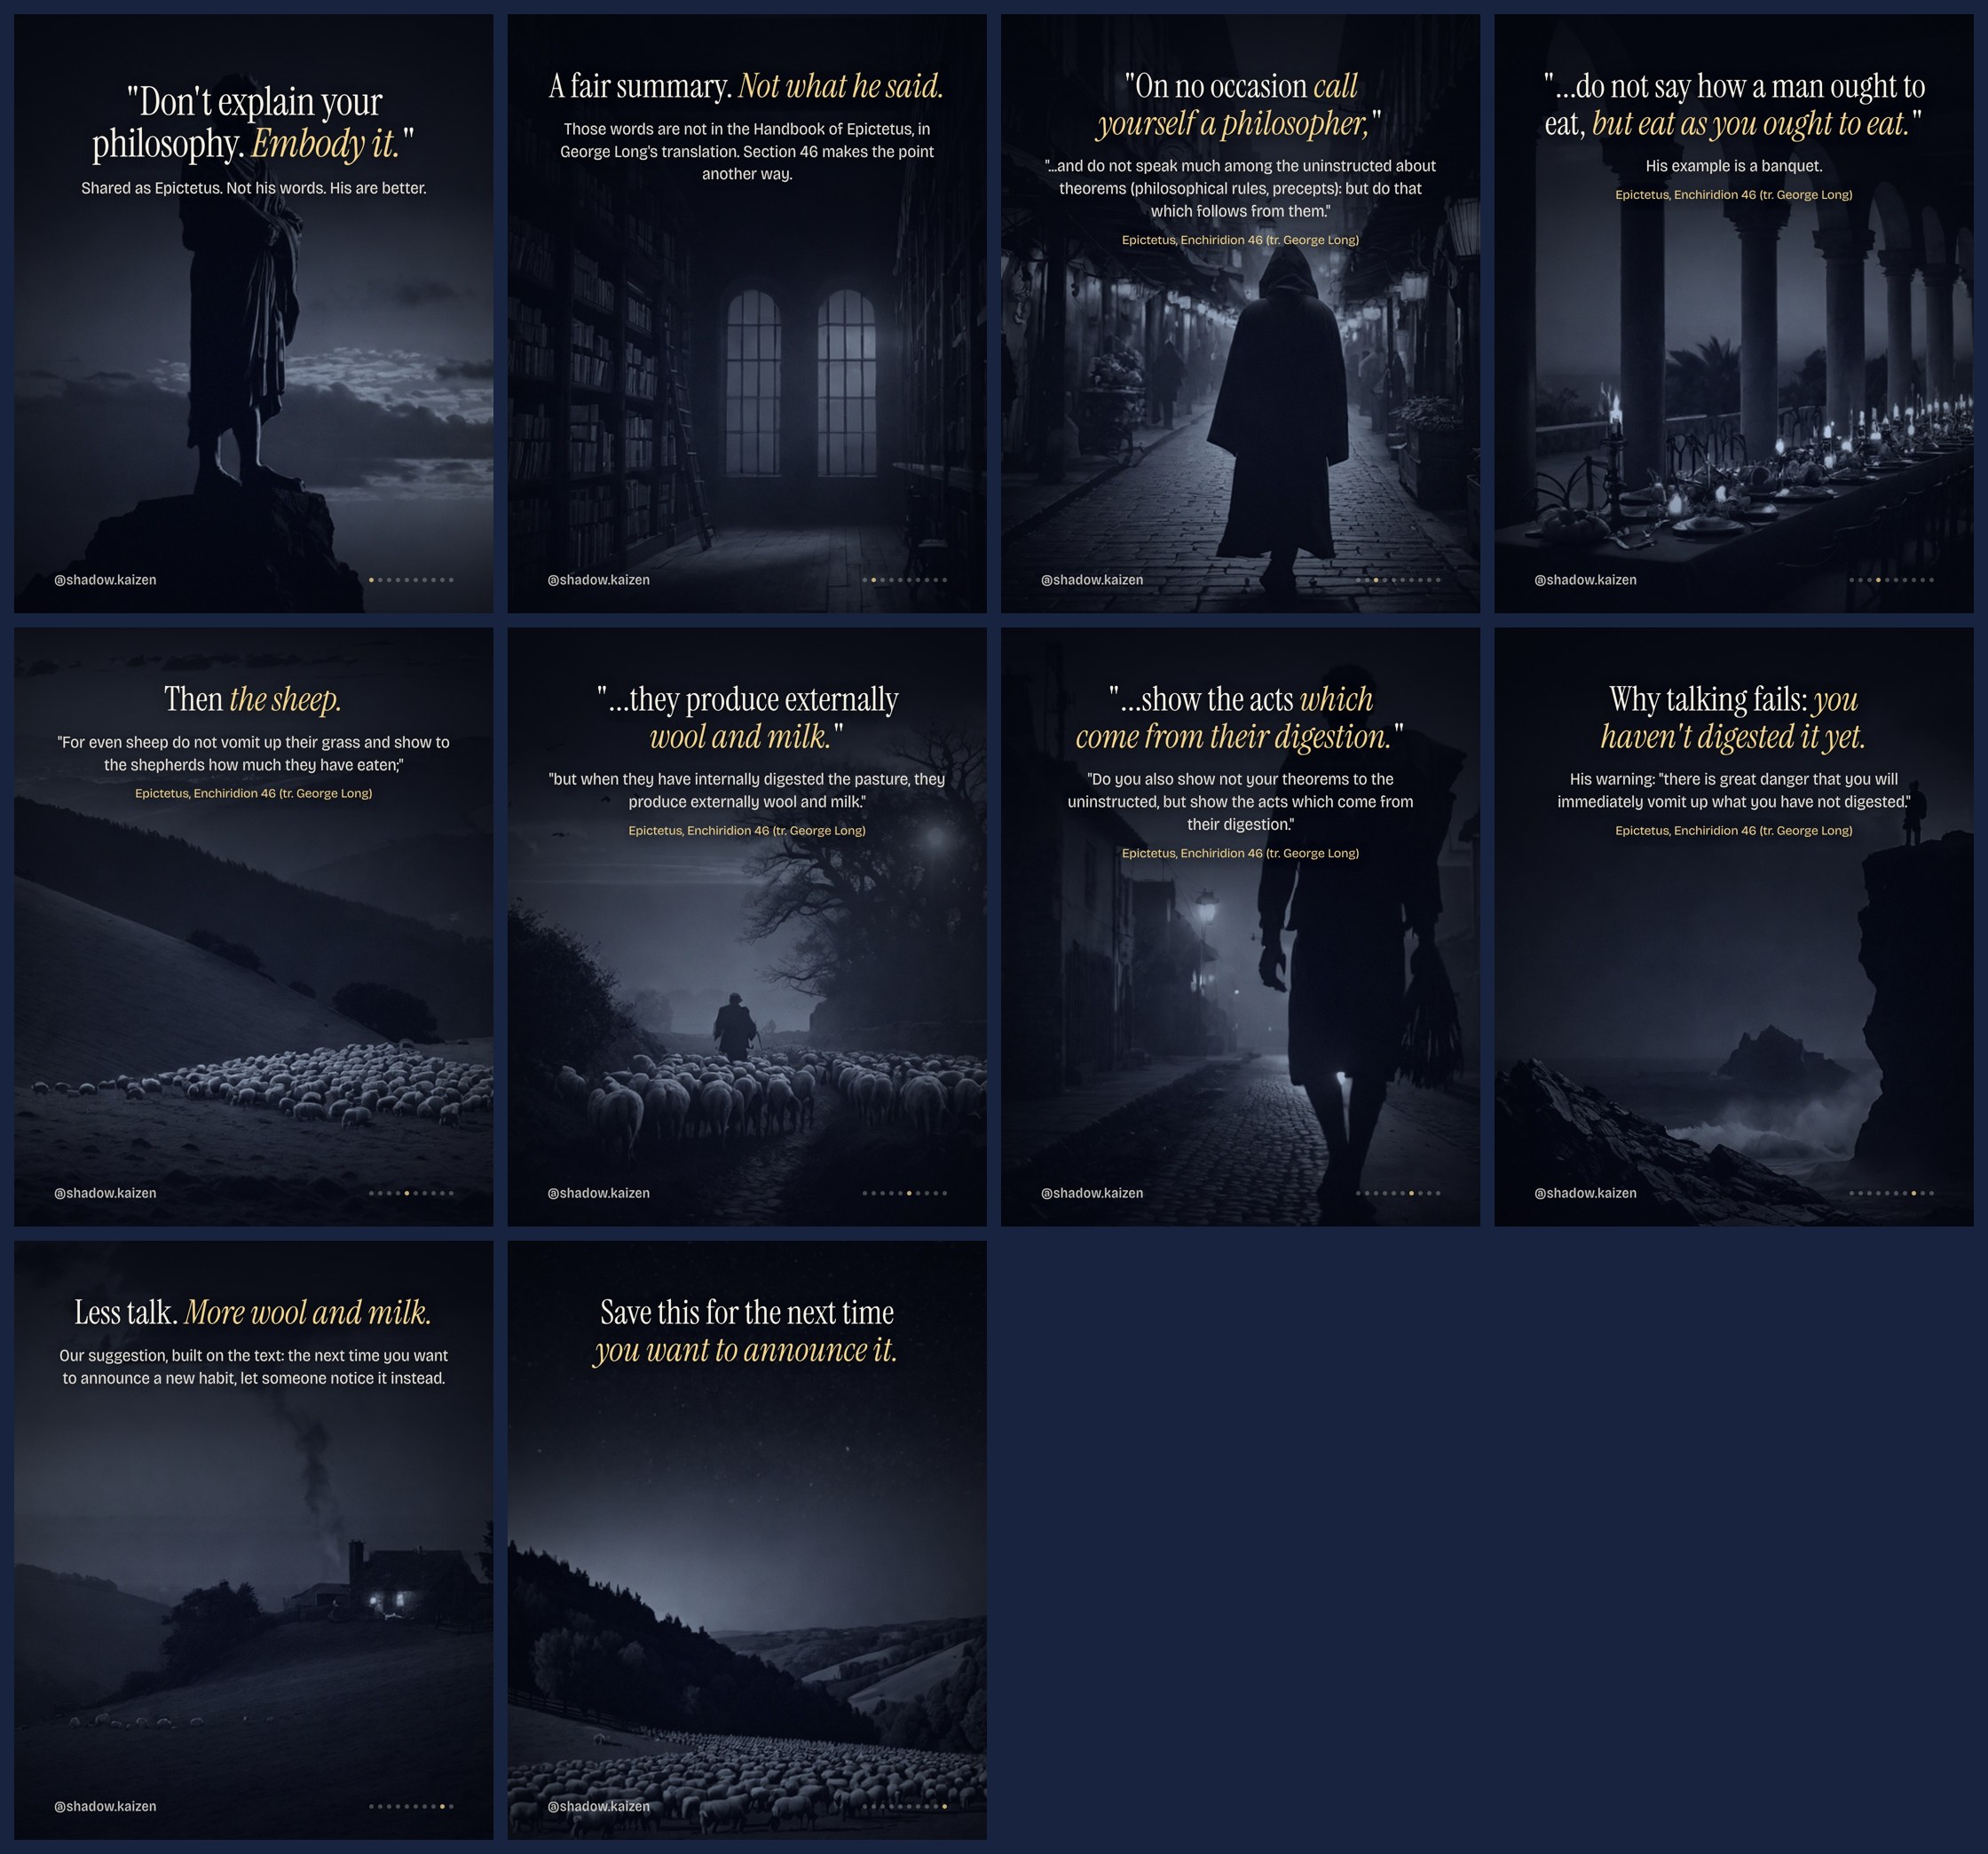 "Don't explain your
philosophy. Embody it."
Shared as Epictetus. Not his words. His are better.
@shadow.kaizen
A fair summary. Not what he said.
Those words are not in the Handbook of Epictetus, in
George Long's translation. Section 46 makes the point
another way.
@shadow.kaizen
"On no occasion call
yourself a philosopher,"
"...and do not speak much among the uninstructed about
theorems (philosophical rules, precepts): but do that
which follows from them."
Epictetus, Enchiridion 46 (tr. George Long)
@shadow.kaizen
"...do not say how a man ought to
eat, but eat as you ought to eat."
His example is a banquet.
Epictetus, Enchiridion 46 (tr. George Long)
@shadow.kaizen
Then the sheep.
"For even sheep do not vomit up their grass and show to
the shepherds how much they have eaten;"
Epictetus, Enchiridion 46 (tr. George Long)
@shadow.kaizen
"...they produce externally
wool and milk."
"but when they have internally digested the pasture, they
produce externally wool and milk."
Epictetus, Enchiridion 46 (tr. George Long)
@shadow.kaizen
"...show the acts which
come from their digestion."
"Do you also show not your theorems to the
uninstructed, but show the acts which come from
their digestion."
Epictetus, Enchiridion 46 (tr. George Long)
@shadow.kaizen
Why talking fails: you
haven't digested it yet.
His warning: "there is great danger that you will
immediately vomit up what you have not digested."
Epictetus, Enchiridion 46 (tr. George Long)
@shadow.kaizen
Less talk. More wool and milk.
Our suggestion, built on the text: the next time you want
to announce a new habit, let someone notice it instead.
@shadow.kaizen
Save this for the next time
you want to announce it.
@shadow.kaizen